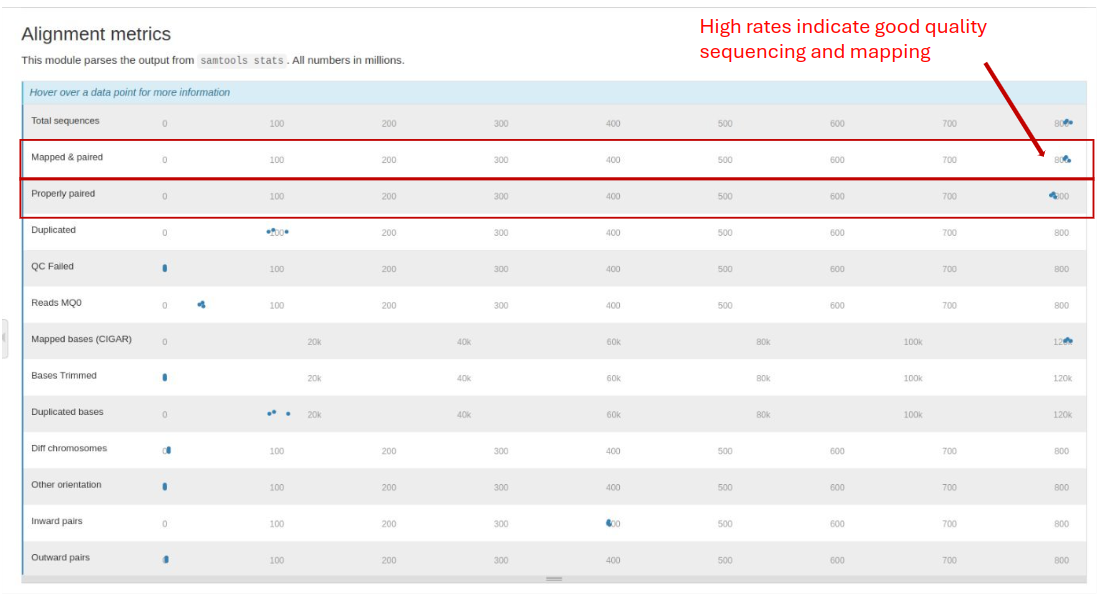 High rates indicate good quality
sequencing and mapping
Alignment metrics
This module parses the output from samtools stats. All numbers in millions.
Hover over a data point for more information
Total sequences 0 100 200 300 400 500 600 700 800
Mapped & paired 0 100 200 300 400 500 600 700 800
Properly paired 0 100 200 300 400 500 600 700 800
Duplicated 0 100 200 300 400 500 600 700 800
QC Failed 100 200 300 400 500 600 700 800
Reads MQ0 0 100 200 300 400 500 600 700 800
Mapped bases (CIGAR) 0 20k 40k 60k 80k 100k 120k
Bases Trimmed 20k 40k 60k 80k 100k 120k
Duplicated bases 0 20k 40k 60k 80k 100k 120k
Diff chromosomes 0 100 200 300 400 500 600 700 800
Other orientation 100 200 300 400 500 600 700 800
Inward pairs 0 100 200 300 400 500 600 700 800
Outward pairs 100 200 300 400 500 600 700 800